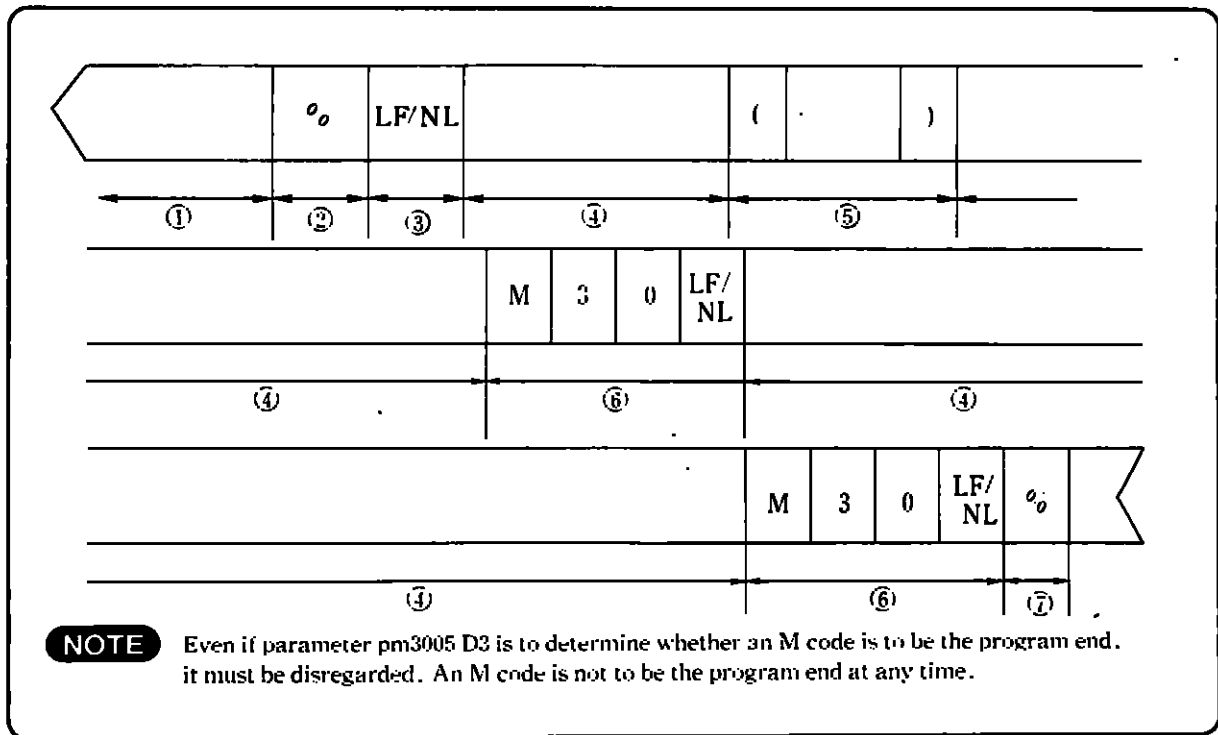 % LF/NL ( )
① ② ③ ④ ⑤
M 3 0 LF/
NL
④ ⑥ ④
M 3 0 LF/
NL %
④ ⑥ ⑦
NOTE Even if parameter pm3005 D3 is to determine whether an M code is to be the program end.
it must be disregarded. An M code is not to be the program end at any time.